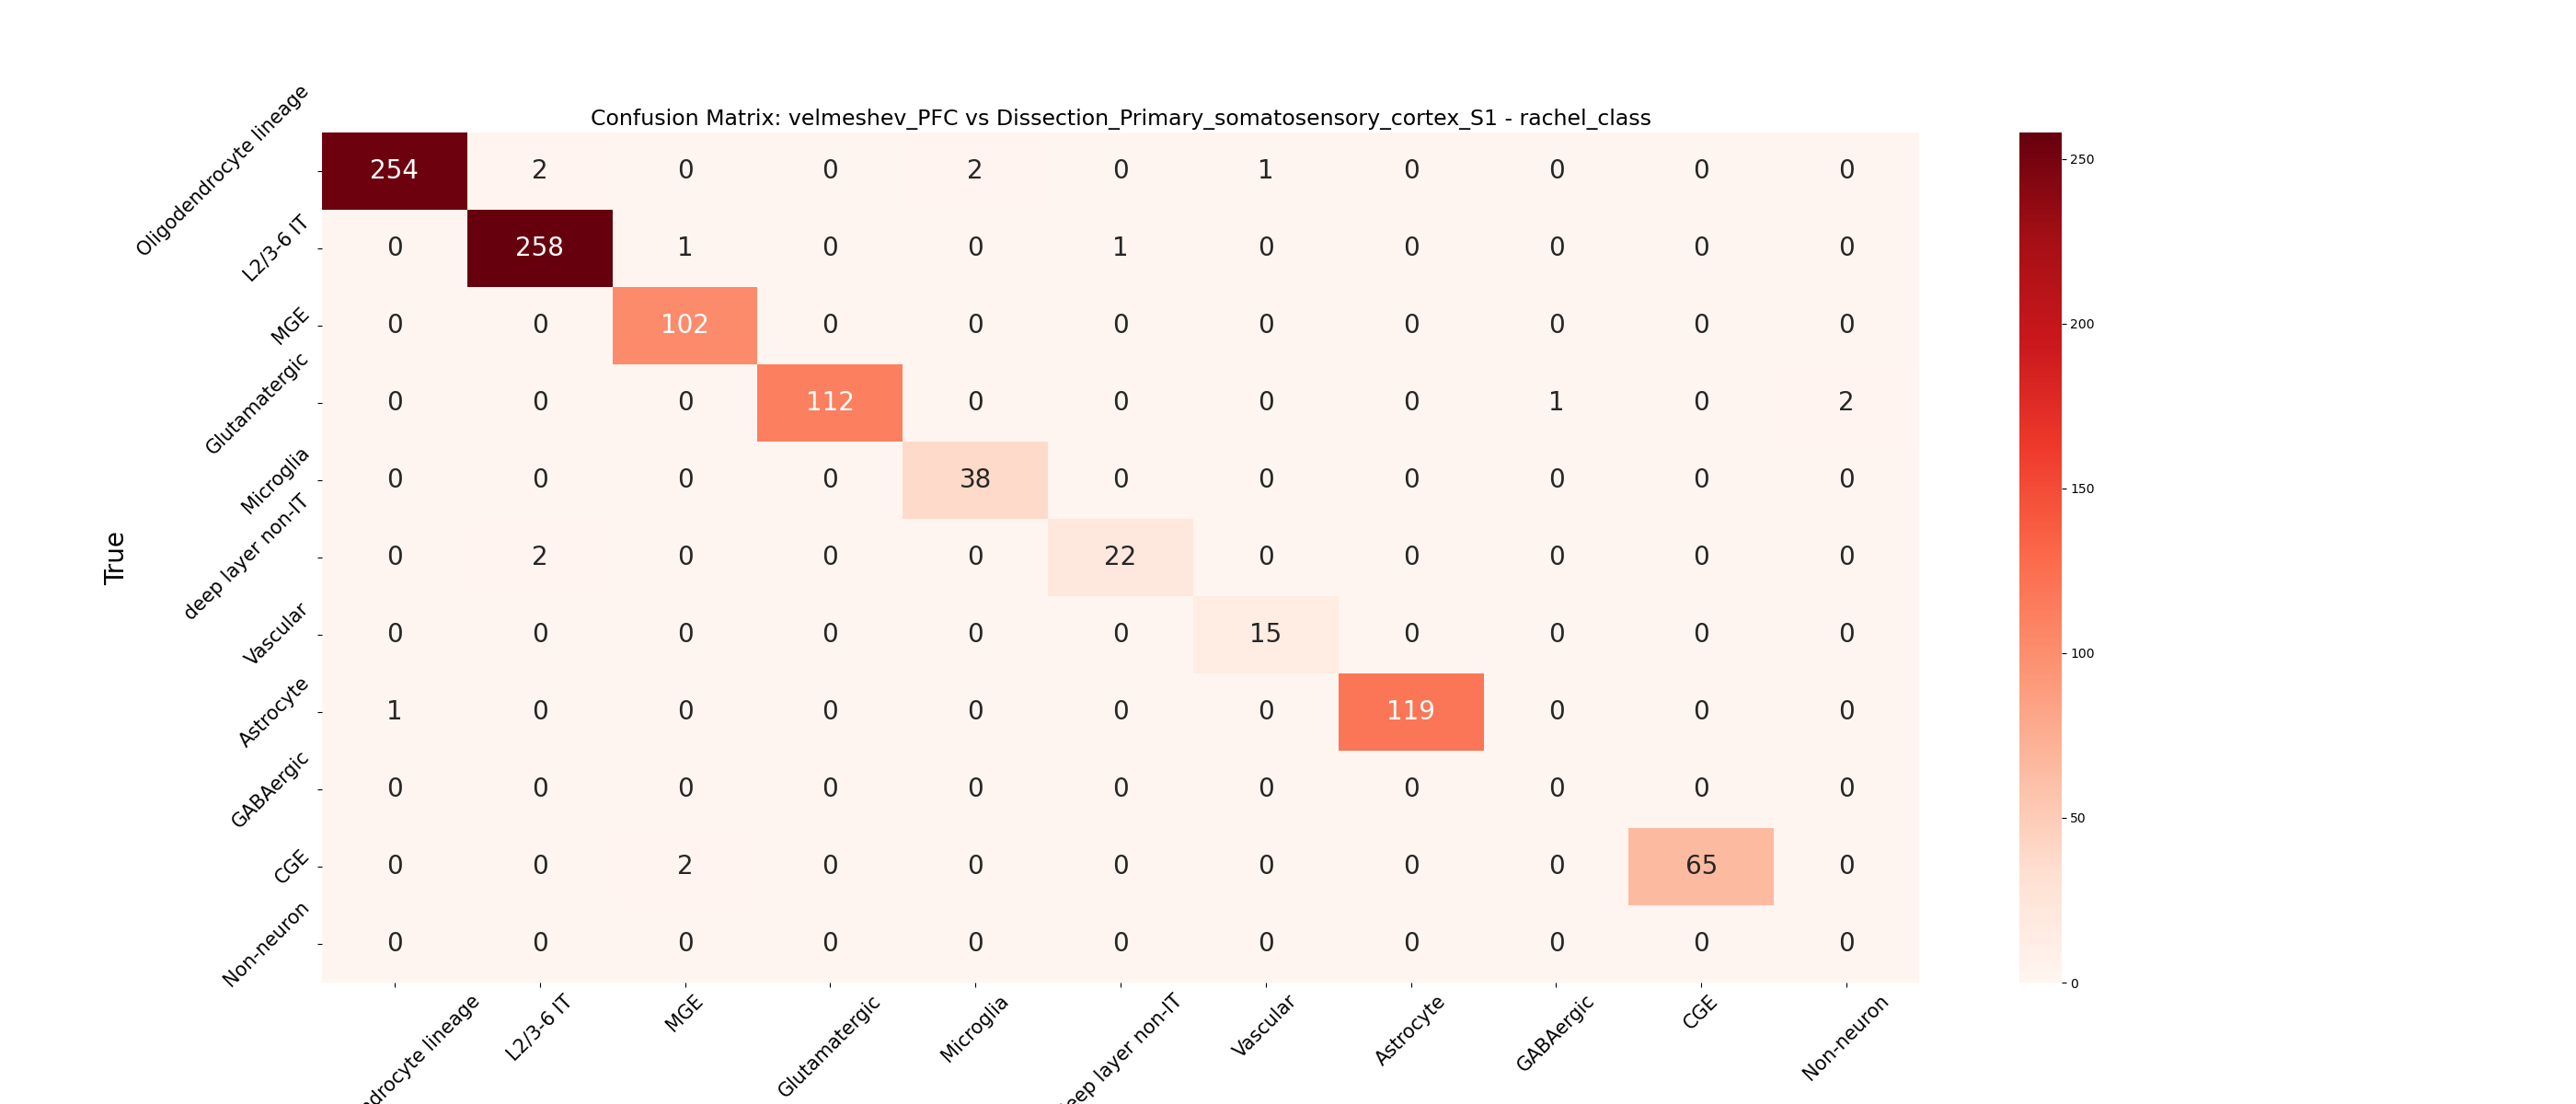 Confusion Matrix: velmeshev_PFC vs Dissection_Primary_somatosensory_cortex_S1 - rachel_class
True
Oligodendrocyte lineage 254 2 0 0 2 0 1 0 0 0 0
L2/3-6 IT 0 258 1 0 0 1 0 0 0 0 0
MGE 0 0 102 0 0 0 0 0 0 0 0
Glutamatergic 0 0 0 112 0 0 0 0 1 0 2
Microglia 0 0 0 0 38 0 0 0 0 0 0
deep layer non-IT 0 2 0 0 0 22 0 0 0 0 0
Vascular 0 0 0 0 0 0 15 0 0 0 0
Astrocyte 1 0 0 0 0 0 0 119 0 0 0
GABAergic 0 0 0 0 0 0 0 0 0 0 0
CGE 0 0 2 0 0 0 0 0 0 65 0
Non-neuron 0 0 0 0 0 0 0 0 0 0 0
lineage L2/3-6 IT MGE Glutamatergic Microglia layer non-IT Vascular Astrocyte GABAergic CGE Non-neuron
250
200
150
100
50
0